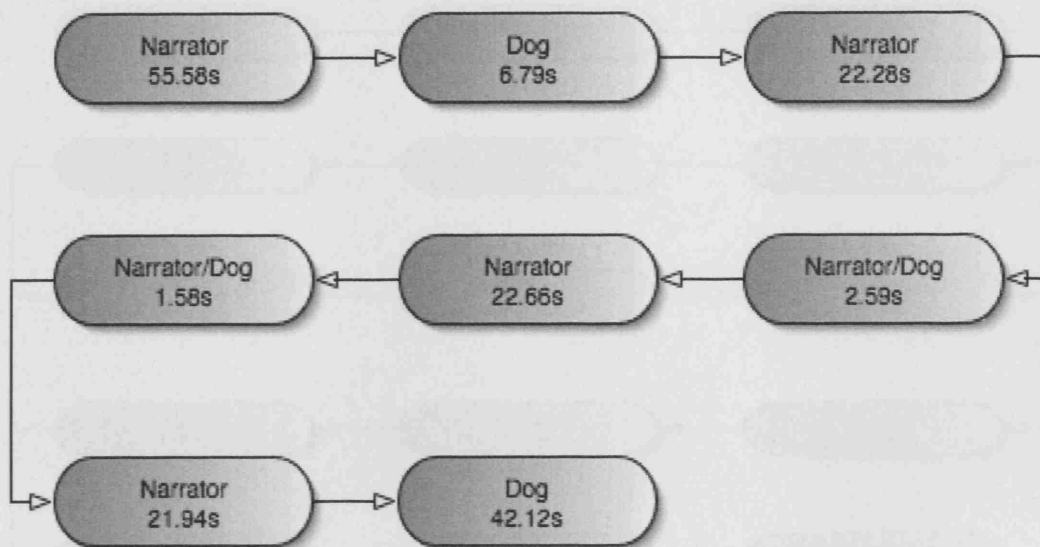 Narrator
55.58s
Dog
6.79s
Narrator
22.28s
Narrator/Dog
1.58s
Narrator
22.66s
Narrator/Dog
2.59s
Narrator
21.94s
Dog
42.12s